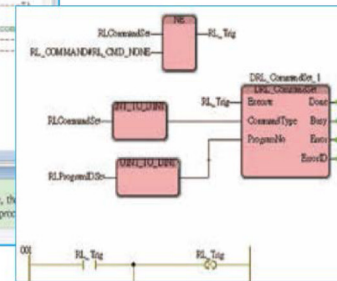 NE
RLCommandSet
RL_Trig
RL_COMMAND#RL_CMD_NONE
DRL_CommandSet_1
DRL_CommandSet
RL_Trig
Execute
Done
RLCommandSet
CommandType
Busy
ProgramNo
Error
ErrorID
RLProgramIDSet
UINT_TO_UDINT
001
RL_Trig
RL_Trig